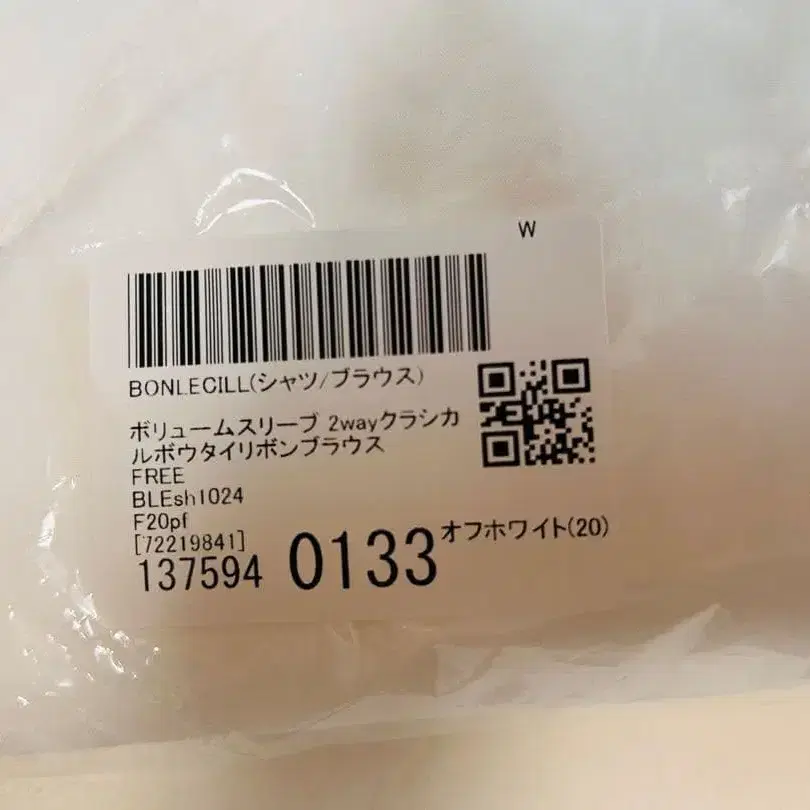 W
BONLECILL(シャツ/ブラウス)
ボリュームスリーブ 2wayクラシカ
ルボウタイリボンブラウス
FREE
BLEsh1024
F20pf
[72219841]
137594 0133 オフホワイト(20)